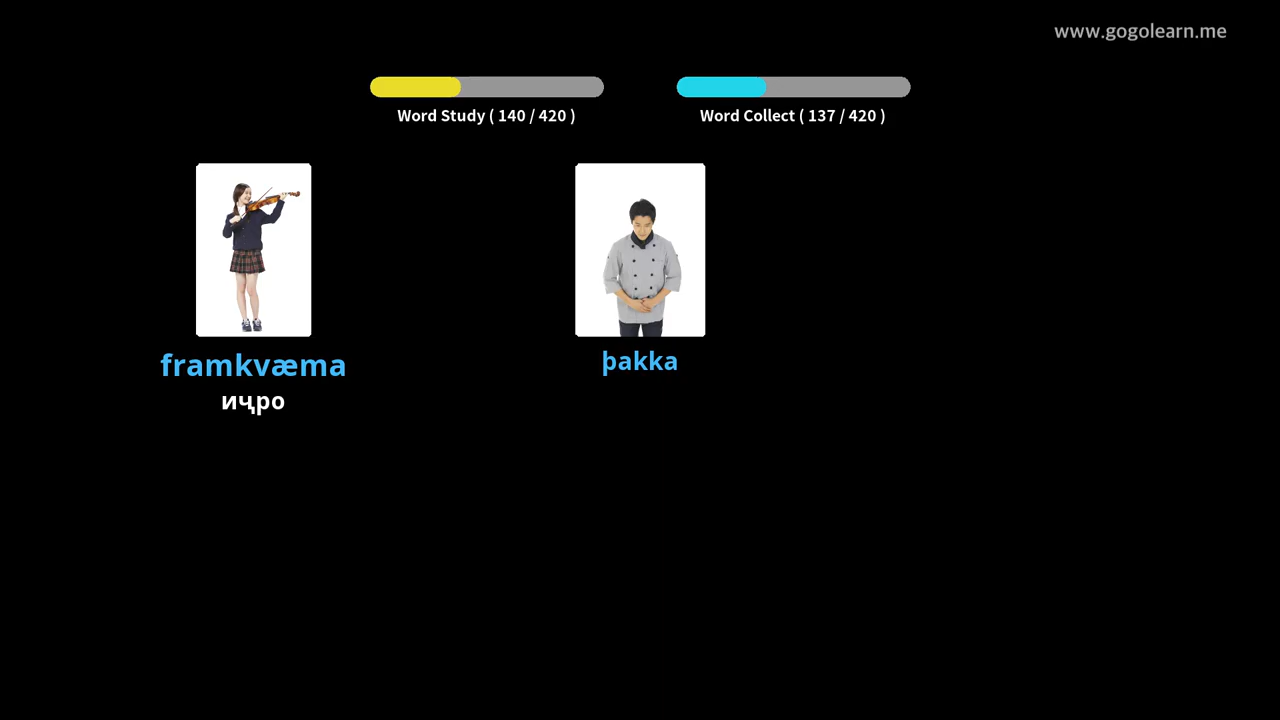 www.gogolearn.me
Word Study ( 140 / 420 )
Word Collect ( 137 / 420 )
framkvæma
иҷро
þakka